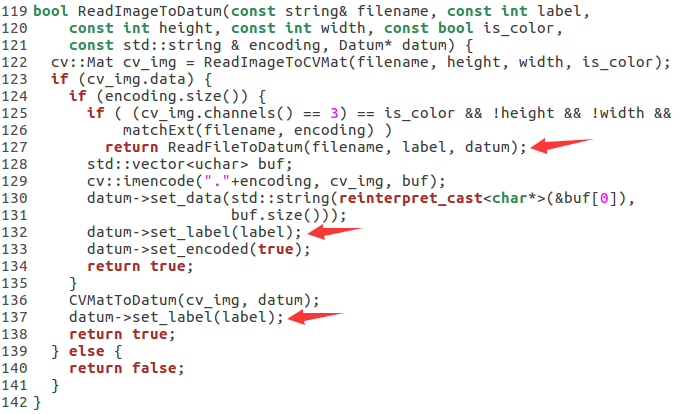 119 bool ReadImageToDatum(const string& filename, const int label,
120     const int height, const int width, const bool is_color,
121     const std::string & encoding, Datum* datum) {
122   cv::Mat cv_img = ReadImageToCVMat(filename, height, width, is_color);
123   if (cv_img.data) {
124     if (encoding.size()) {
125       if ( (cv_img.channels() == 3) == is_color && !height && !width &&
126           matchExt(filename, encoding) )
127         return ReadFileToDatum(filename, label, datum);
128       std::vector<uchar> buf;
129       cv::imencode("."+encoding, cv_img, buf);
130       datum->set_data(std::string(reinterpret_cast<char*>(&buf[0]),
131                       buf.size()));
132       datum->set_label(label);
133       datum->set_encoded(true);
134       return true;
135     }
136     CVMatToDatum(cv_img, datum);
137     datum->set_label(label);
138     return true;
139   } else {
140     return false;
141   }
142 }